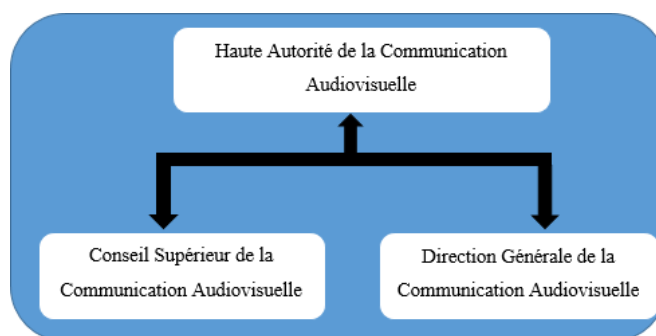 Haute Autorité de la Communication
Audiovisuelle
Conseil Supérieur de la
Communication Audiovisuelle
Direction Générale de la
Communication Audiovisuelle